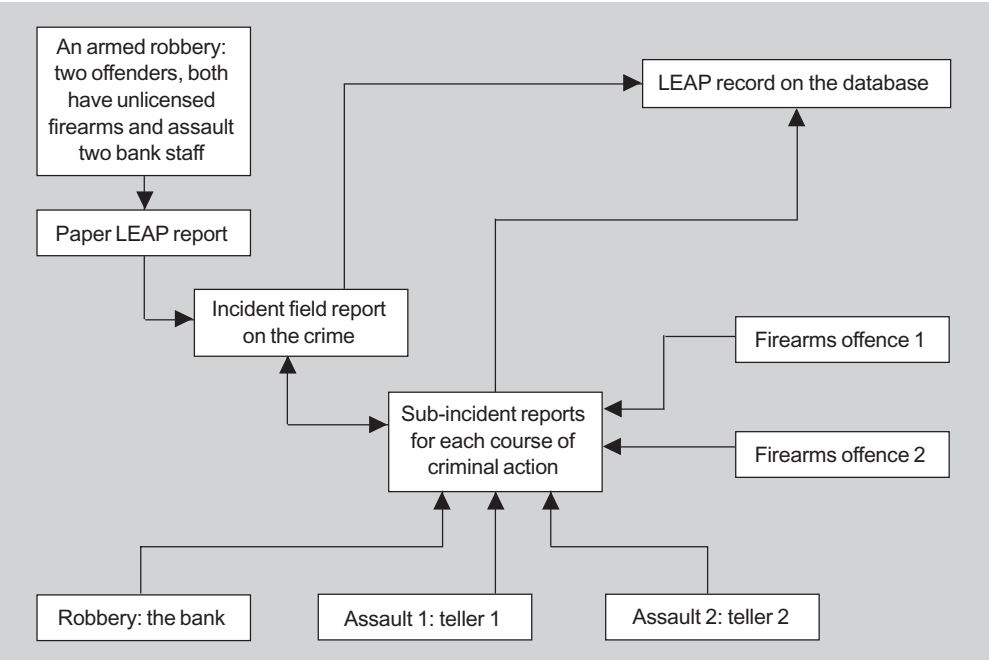 An armed robbery:
two offenders, both
have unlicensed
firearms and assault
two bank staff
LEAP record on the database
Paper LEAP report
Incident field report
on the crime
Firearms offence 1
Sub-incident reports
for each course of
criminal action
Firearms offence 2
Robbery: the bank
Assault 1: teller 1
Assault 2: teller 2